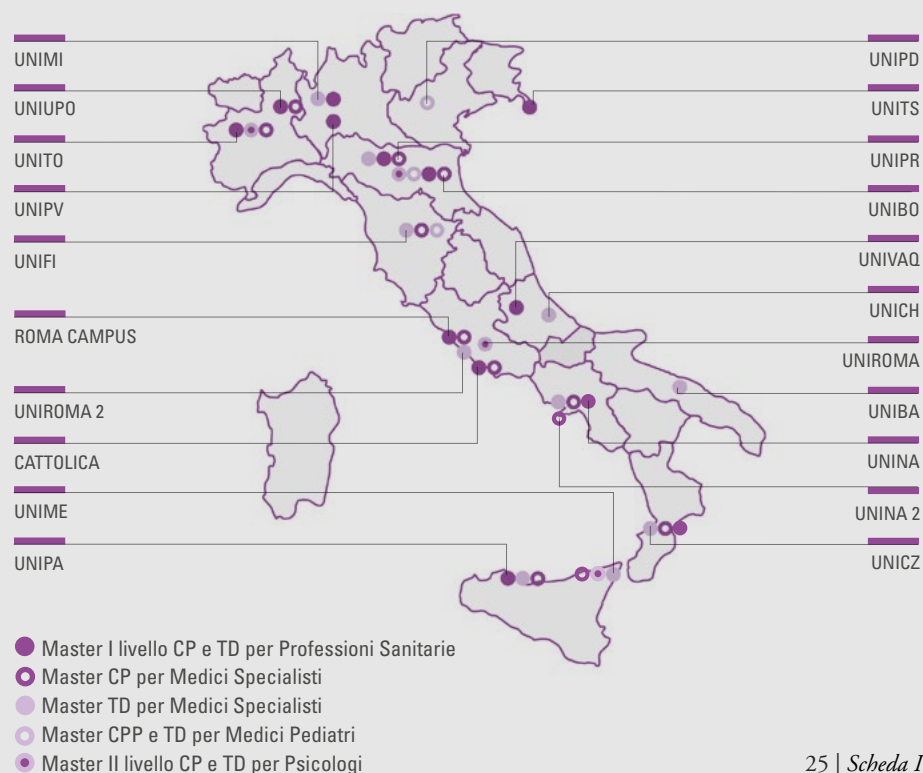 UNIMI
UNIUPO
UNITO
UNIPV
UNIFI
ROMA CAMPUS
UNIROMA 2
CATTOLICA
UNIME
UNIPA
UNIPD
UNITS
UNIPR
UNIBO
UNIVAQ
UNICH
UNIROMA
UNIBA
UNINA
UNINA 2
UNICZ
Master I livello CP e TD per Professioni Sanitarie
Master CP per Medici Specialisti
Master TD per Medici Specialisti
Master CPP e TD per Medici Pediatri
Master II livello CP e TD per Psicologi
25 | Scheda I